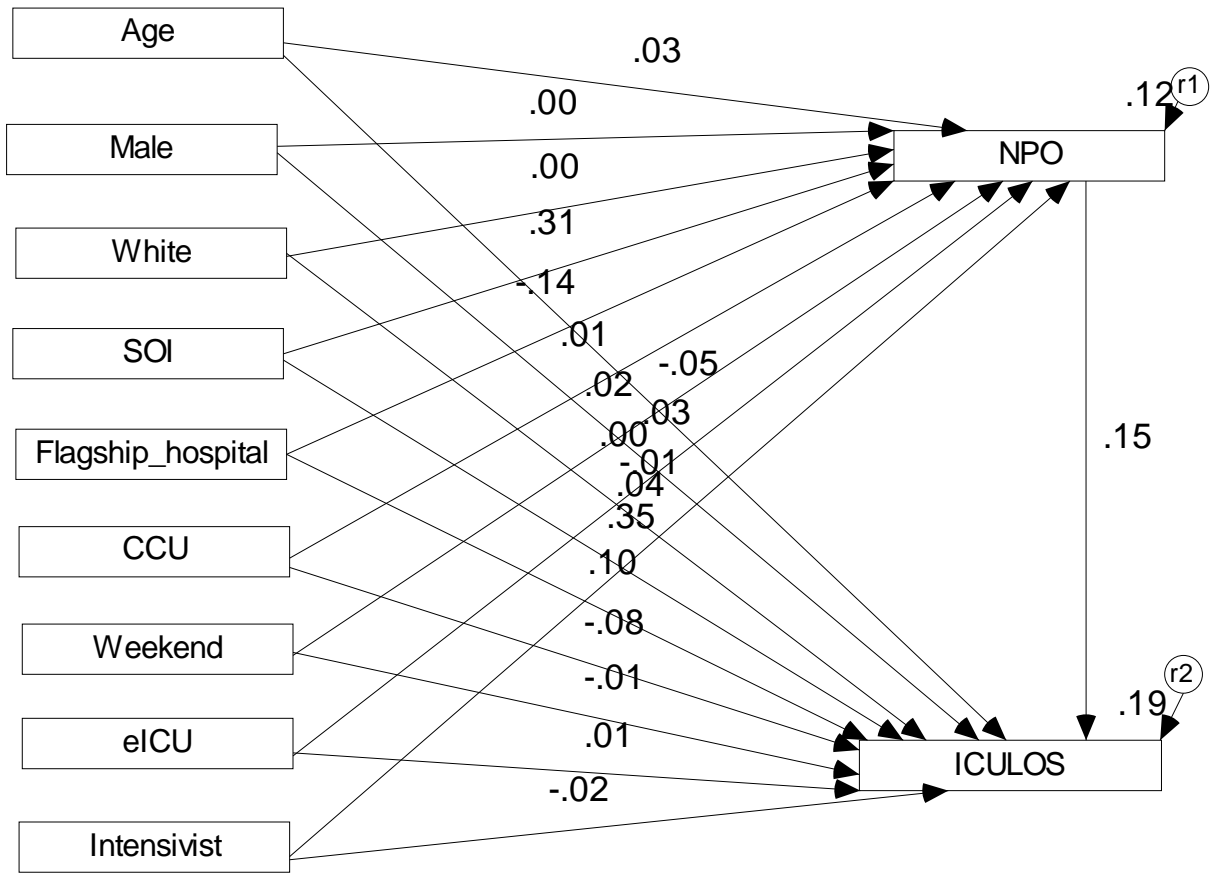 Age
.03
r1
.12
.00
Male
NPO
.00
.31
White
-.14
SOI
.01
-.05
.02
.03
.00
.15
Flagship_hospital
-.01
.04
.35
CCU
.10
-.08
Weekend
-.01
r2
.19
eICU
.01
ICULOS
-.02
Intensivist